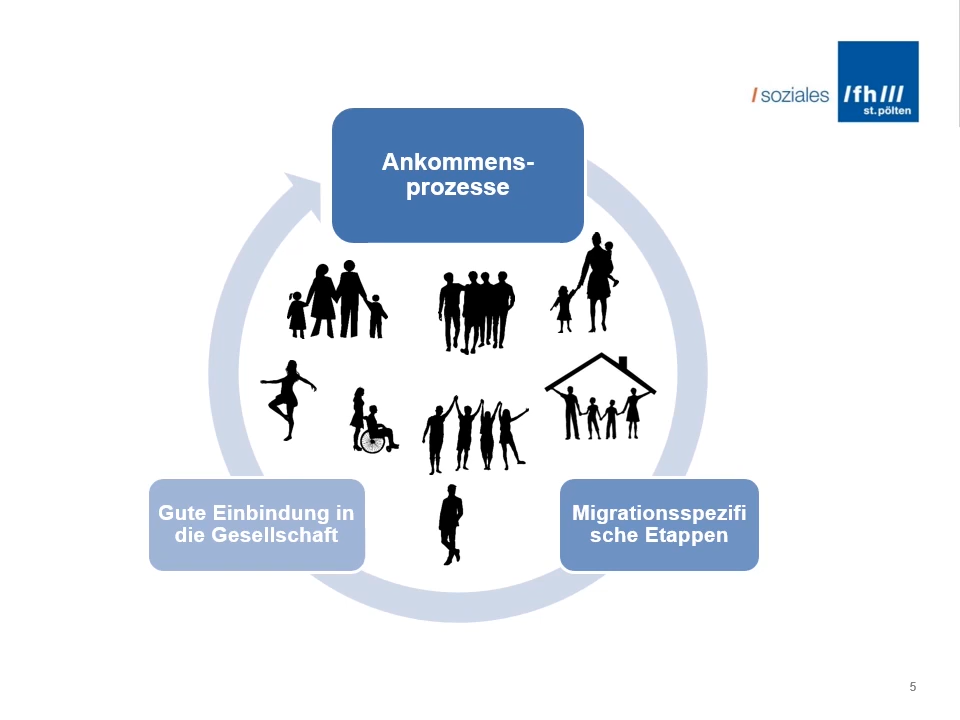 / soziales
/fh///
st.pölten
Ankommens-
prozesse
Gute Einbindung in
die Gesellschaft
Migrationsspezifi
sche Etappen
5